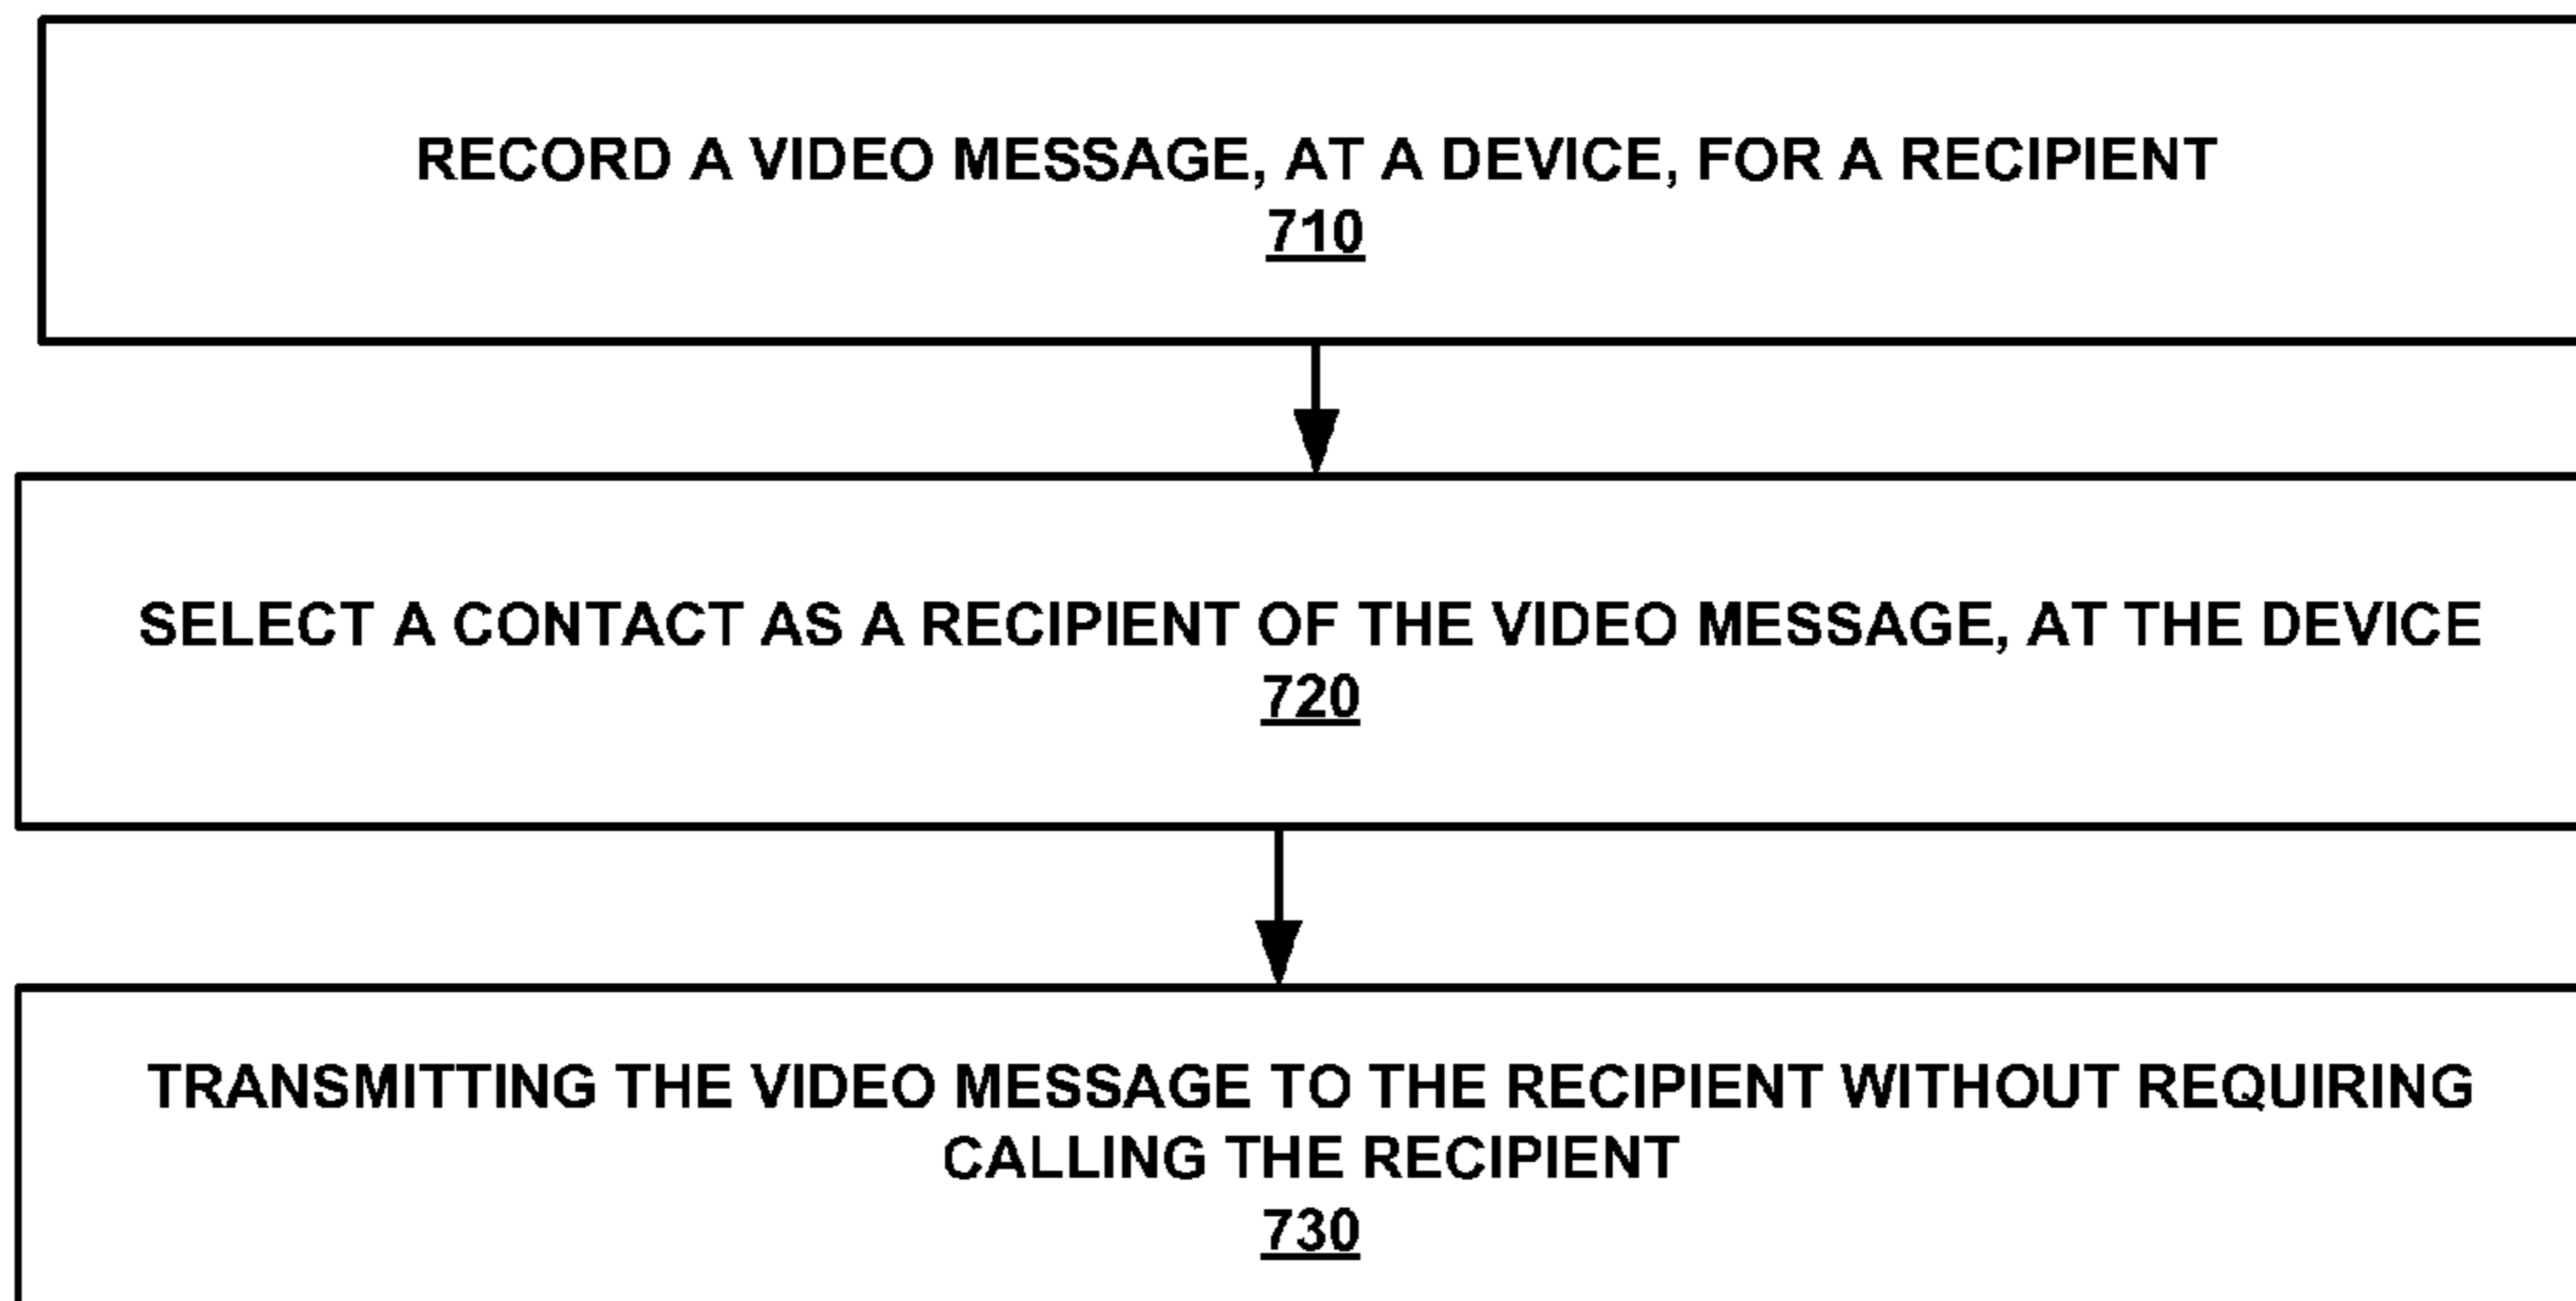 RECORD A VIDEO MESSAGE, AT A DEVICE, FOR A RECIPIENT
710
SELECT A CONTACT AS A RECIPIENT OF THE VIDEO MESSAGE, AT THE DEVICE
720
TRANSMITTING THE VIDEO MESSAGE TO THE RECIPIENT WITHOUT REQUIRING
CALLING THE RECIPIENT
730